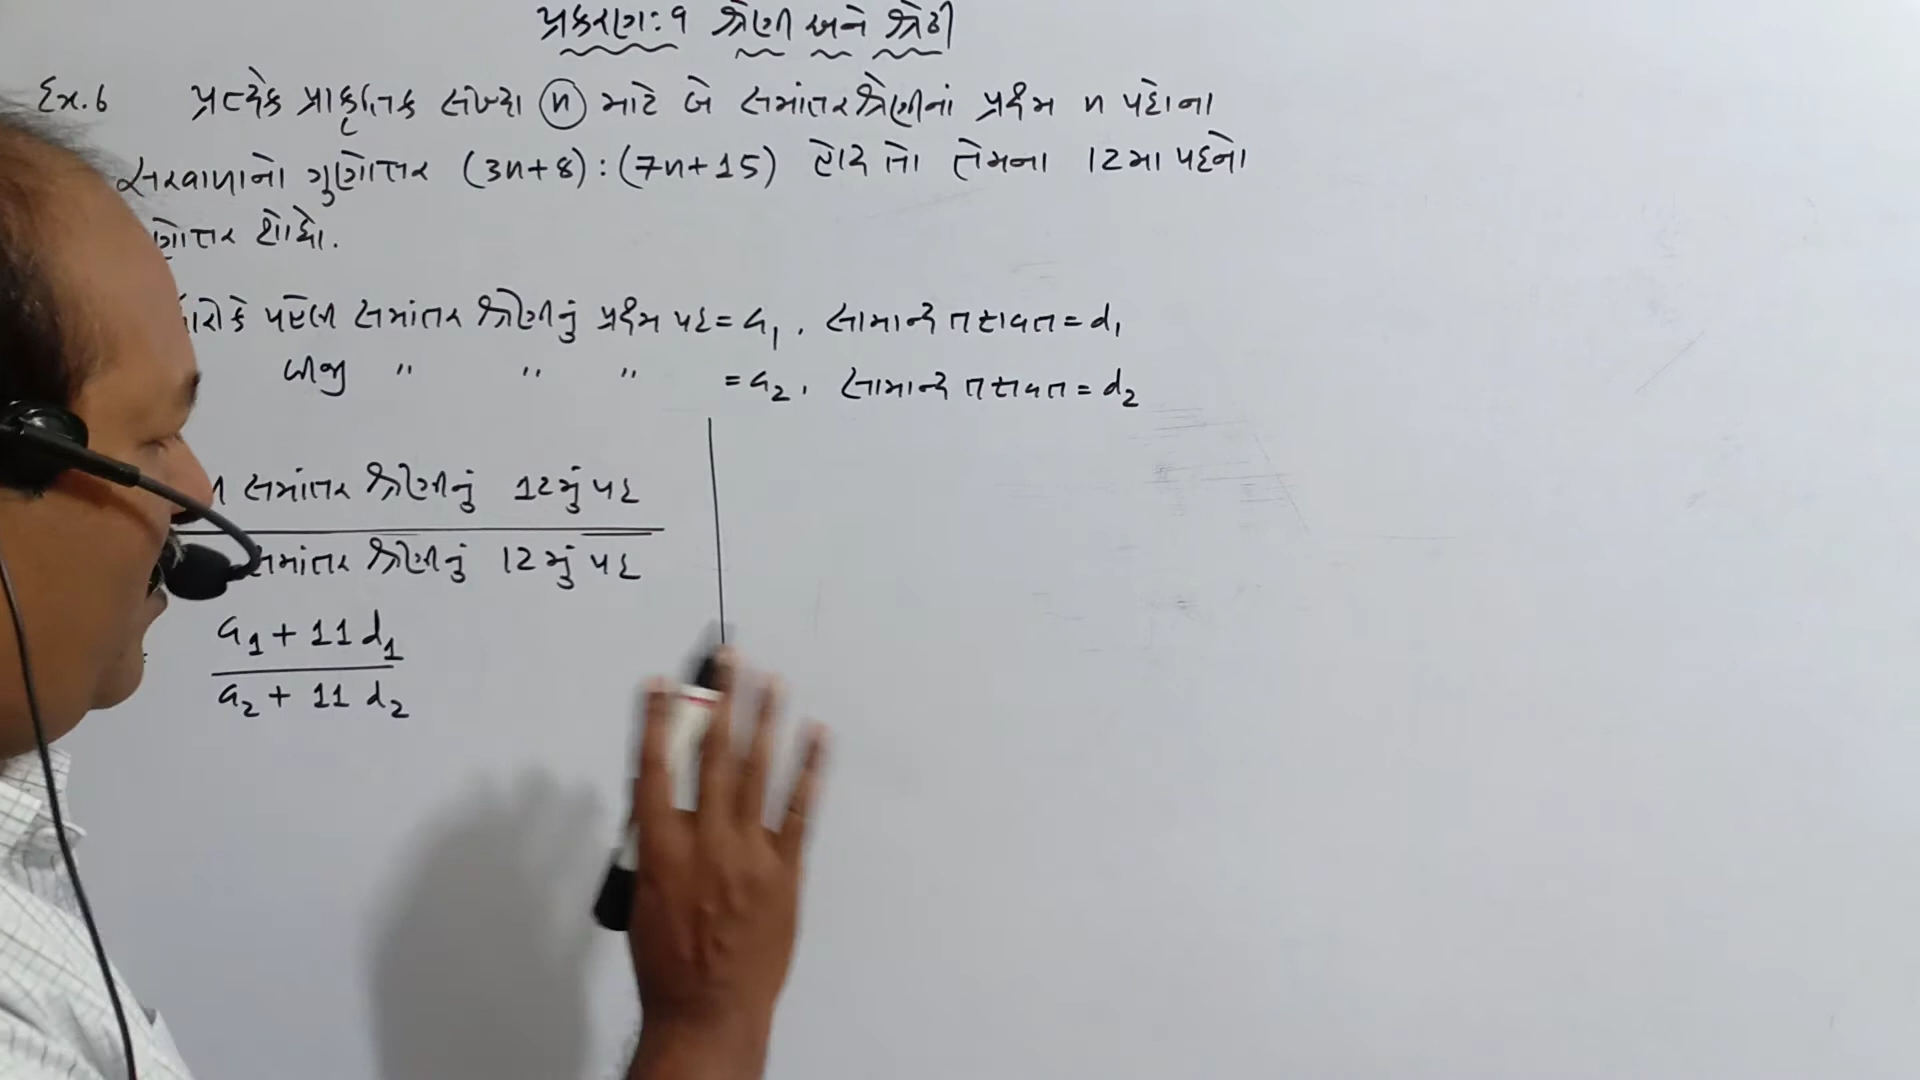 પ્રકરણ: ૧ શ્રેણી અને શ્રેઢી
Ex. 6 પ્રત્યેક પ્રાકૃતિક સંખ્યા n માટે બે સમાંતર શ્રેણીનાં પ્રથમ n પદોના
સરવાળાનો ગુણોત્તર (3n+8):(7n+15) હોય તો તેમના 12મા પદનો
ણોત્તર શોધો.
ધારોકે પહેલી સમાંતર શ્રેણીનું પ્રથમ પદ = a₁, સામાન્ય તફાવત = d₁
બીજી " " " = a₂, સામાન્ય તફાવત = d₂
સમાંતર શ્રેણીનું 12મું પદ
સમાંતર શ્રેણીનું 12મું પદ
a₁ + 11 d₁
a₂ + 11 d₂